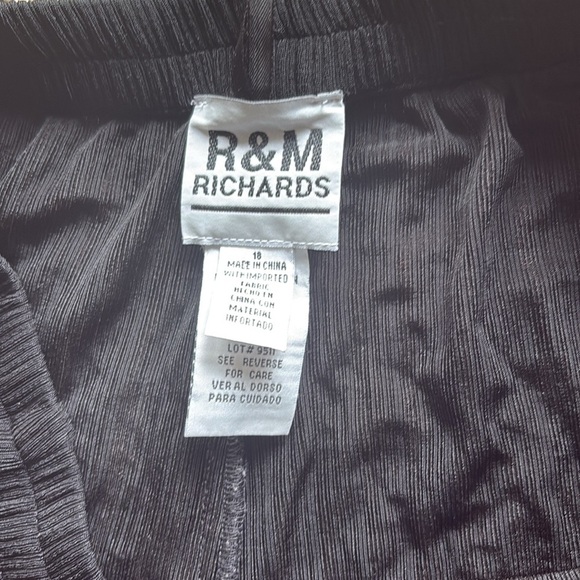 R&M
RICHARDS
18
MADE IN CHINA
WITH IMPORTED
FABRIC
HECHO EN
CHINA CON
MATERIAL
INFORTADO
LOT# 9511
SEE REVERSE
FOR CARE
VER AL DORSO
PARA CUIDADO